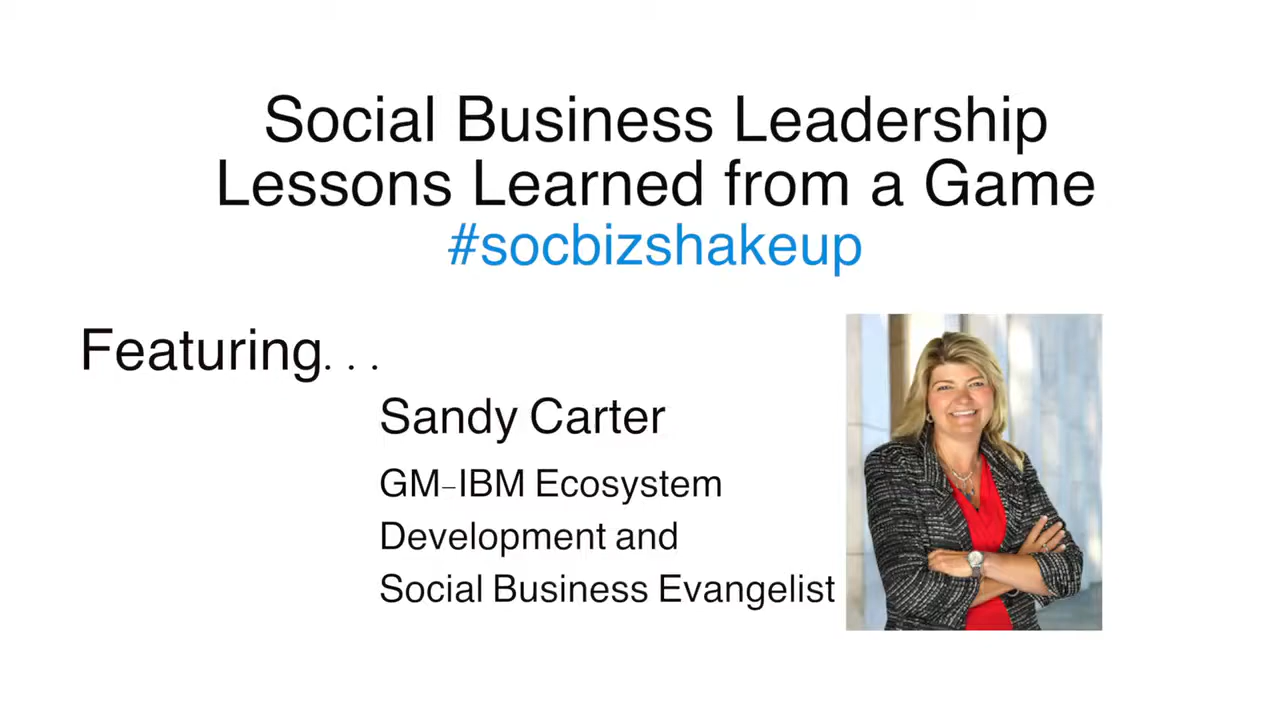 Social Business Leadership
Lessons Learned from a Game
#socbizshakeup
Featuring. . .
Sandy Carter
GM-IBM Ecosystem
Development and
Social Business Evangelist